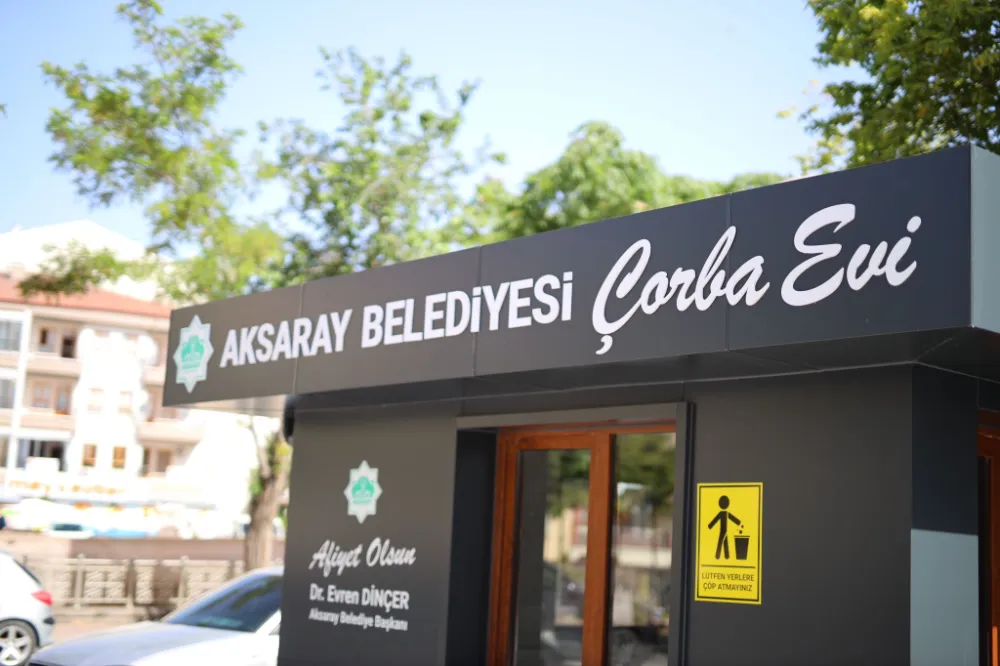 AKSARAY BELEDİYESİ Çorba Evi
Afiyet Olsun
Dr. Evren DİNÇER
Aksaray Belediye Başkanı
LÜTFEN YERLERE
ÇÖP ATMAYINIZ